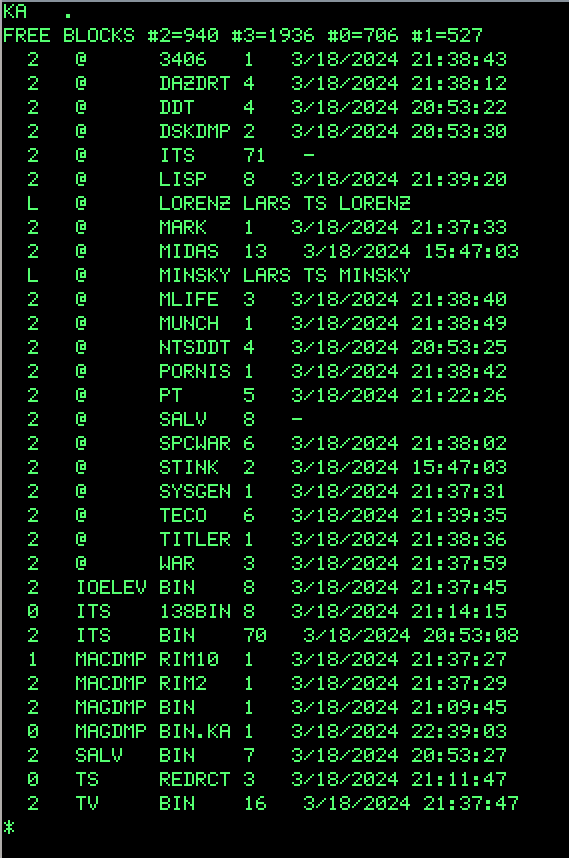 KA   .
FREE BLOCKS #2=940 #3=1936 #0=706 #1=527
  2   @      3406   1   3/18/2024 21:38:43
  2   @      DAZDRT 4   3/18/2024 21:38:12
  2   @      DDT    4   3/18/2024 20:53:22
  2   @      DSKDMP 2   3/18/2024 20:53:30
  2   @      ITS    71   -
  2   @      LISP   8   3/18/2024 21:39:20
  L   @      LORENZ LARS TS LORENZ
  2   @      MARK   1   3/18/2024 21:37:33
  2   @      MIDAS  13   3/18/2024 15:47:03
  L   @      MINSKY LARS TS MINSKY
  2   @      MLIFE  3   3/18/2024 21:38:40
  2   @      MUNCH  1   3/18/2024 21:38:49
  2   @      NTSDDT 4   3/18/2024 20:53:25
  2   @      PORNIS 1   3/18/2024 21:38:42
  2   @      PT     5   3/18/2024 21:22:26
  2   @      SALV   8   -
  2   @      SPCWAR 6   3/18/2024 21:38:02
  2   @      STINK  2   3/18/2024 15:47:03
  2   @      SYSGEN 1   3/18/2024 21:37:31
  2   @      TECO   6   3/18/2024 21:39:35
  2   @      TITLER 1   3/18/2024 21:38:36
  2   @      WAR    3   3/18/2024 21:37:59
  2   IOELEV BIN    8   3/18/2024 21:37:45
  0   ITS    138BIN 8   3/18/2024 21:14:15
  2   ITS    BIN    70   3/18/2024 20:53:08
  1   MACDMP RIM10  1   3/18/2024 21:37:27
  2   MACDMP RIM2   1   3/18/2024 21:37:29
  2   MAGDMP BIN    1   3/18/2024 21:09:45
  0   MAGDMP BIN.KA 1   3/18/2024 22:39:03
  2   SALV   BIN    7   3/18/2024 20:53:27
  0   TS     REDRCT 3   3/18/2024 21:11:47
  2   TV     BIN    16   3/18/2024 21:37:47
*